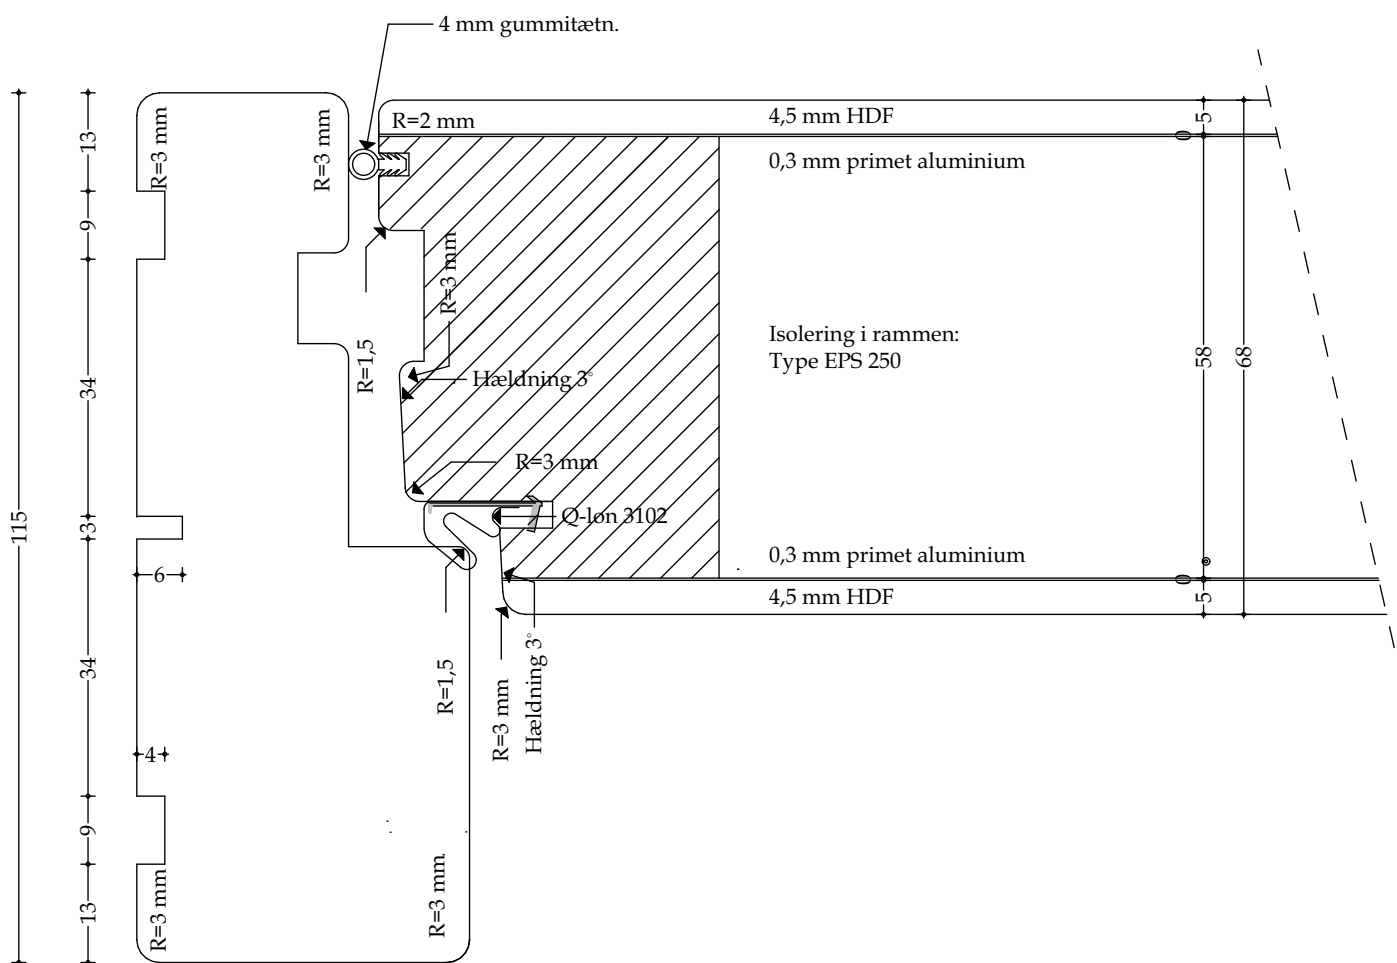 4 mm gummitætn.
R=3 mm
R=3 mm
R=2 mm
4,5 mm HDF
5
0,3 mm primet aluminium
13
9
34
3
34
9
13
115
6
4
R=1,5
R=3 mm
Hældning 3°
Isolering i rammen:
Type EPS 250
58
68
R=3 mm
Q-lon 3102
0,3 mm primet aluminium
4,5 mm HDF
5
R=1,5
R=3 mm
Hældning 3°
R=3 mm
R=3 mm